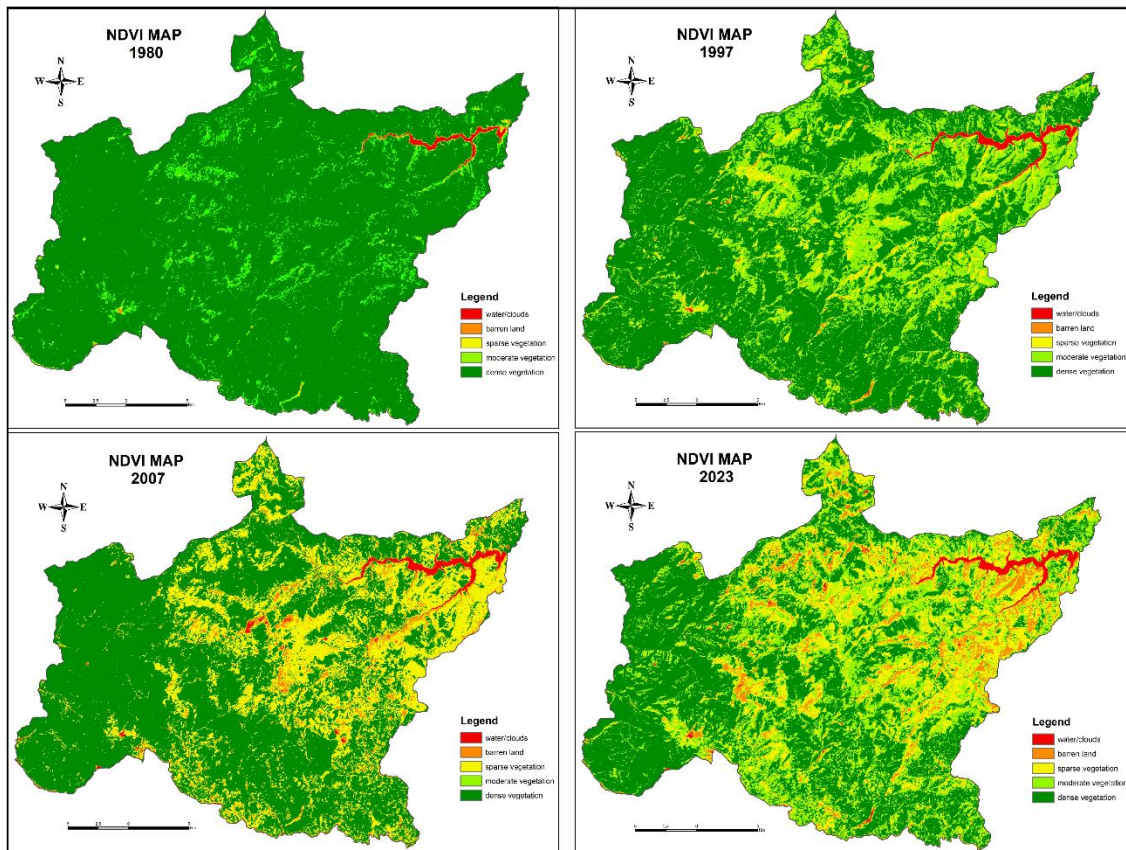 NDVI MAP
1980
N
W E
S
Legend
water/clouds
barren land
sparse vegetation
moderate vegetation
dense vegetation
NDVI MAP
1997
N
W E
S
Legend
water/clouds
barren land
sparse vegetation
moderate vegetation
dense vegetation
NDVI MAP
2007
N
W E
S
Legend
water/clouds
barren land
sparse vegetation
moderate vegetation
dense vegetation
NDVI MAP
2023
N
W E
S
Legend
water/clouds
barren land
sparse vegetation
moderate vegetation
dense vegetation